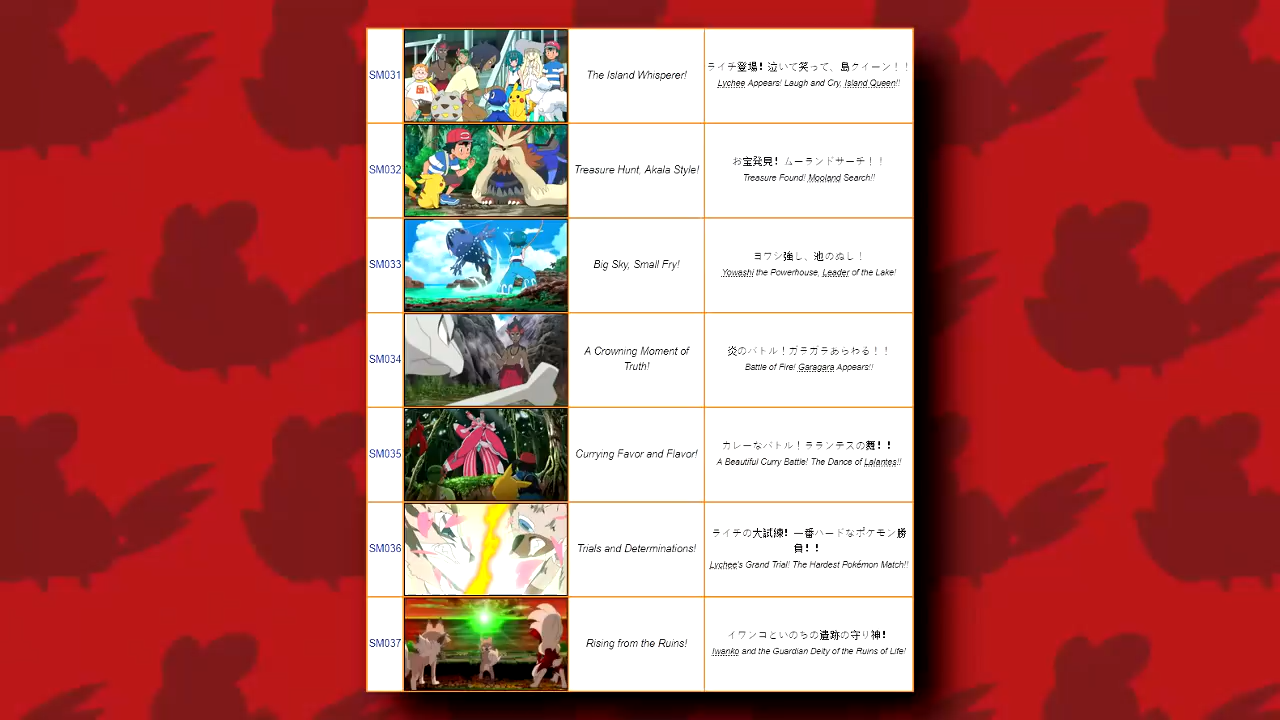 SM031
The Island Whisperer!
ライチ登場！泣いて笑って、島クイーン！！
Lychee Appears! Laugh and Cry, Island Queen!!
SM032
Treasure Hunt, Akala Style!
お宝発見！ムーランドサーチ！！
Treasure Found! Mooland Search!!
SM033
Big Sky, Small Fry!
ヨワシ強し、池のぬし！
Yowashi the Powerhouse, Leader of the Lake!
SM034
A Crowning Moment of
Truth!
炎のバトル！ガラガラあらわる！！
Battle of Fire! Garagara Appears!!
SM035
Currying Favor and Flavor!
カレーなバトル！ラランテスの舞！！
A Beautiful Curry Battle! The Dance of Lalantes!!
SM036
Trials and Determinations!
ライチの大試練！一番ハードなポケモン勝
負！！
Lychee's Grand Trial! The Hardest Pokémon Match!!
SM037
Rising from the Ruins!
イワンコといのちの遺跡の守り神！
Iwanko and the Guardian Deity of the Ruins of Life!